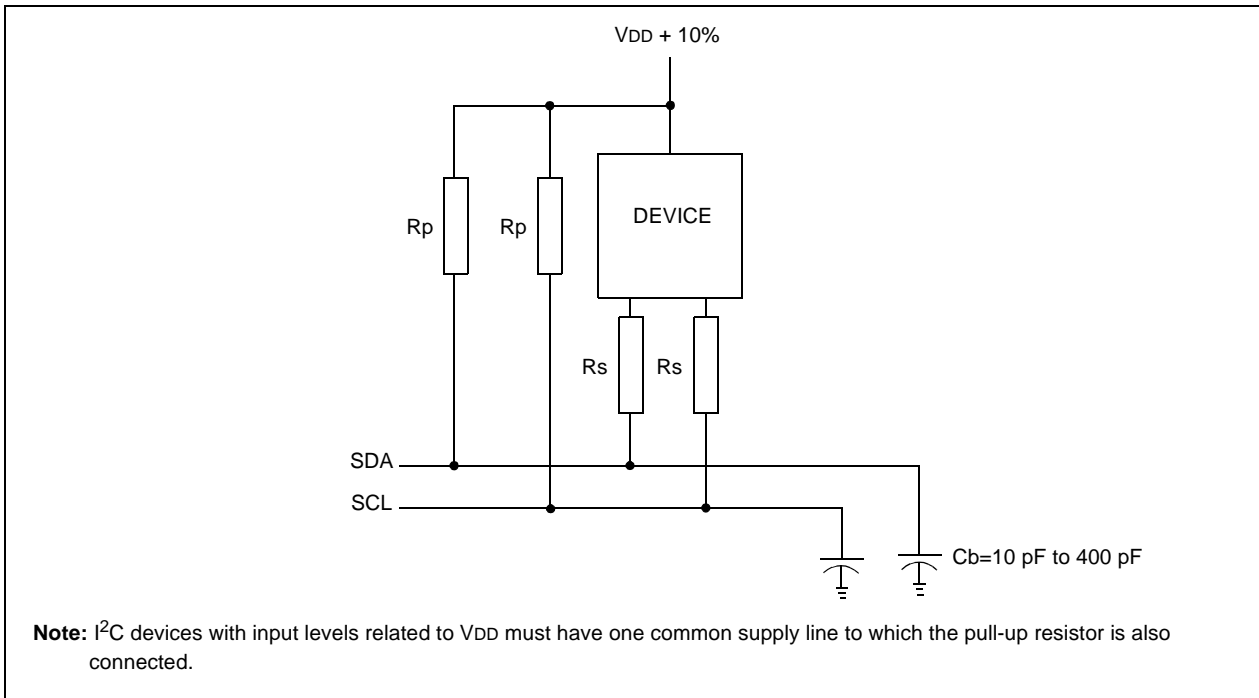 VDD + 10%
Rp
Rp
DEVICE
Rs
Rs
SDA
SCL
Cb=10 pF to 400 pF
Note: I²C devices with input levels related to VDD must have one common supply line to which the pull-up resistor is also
connected.